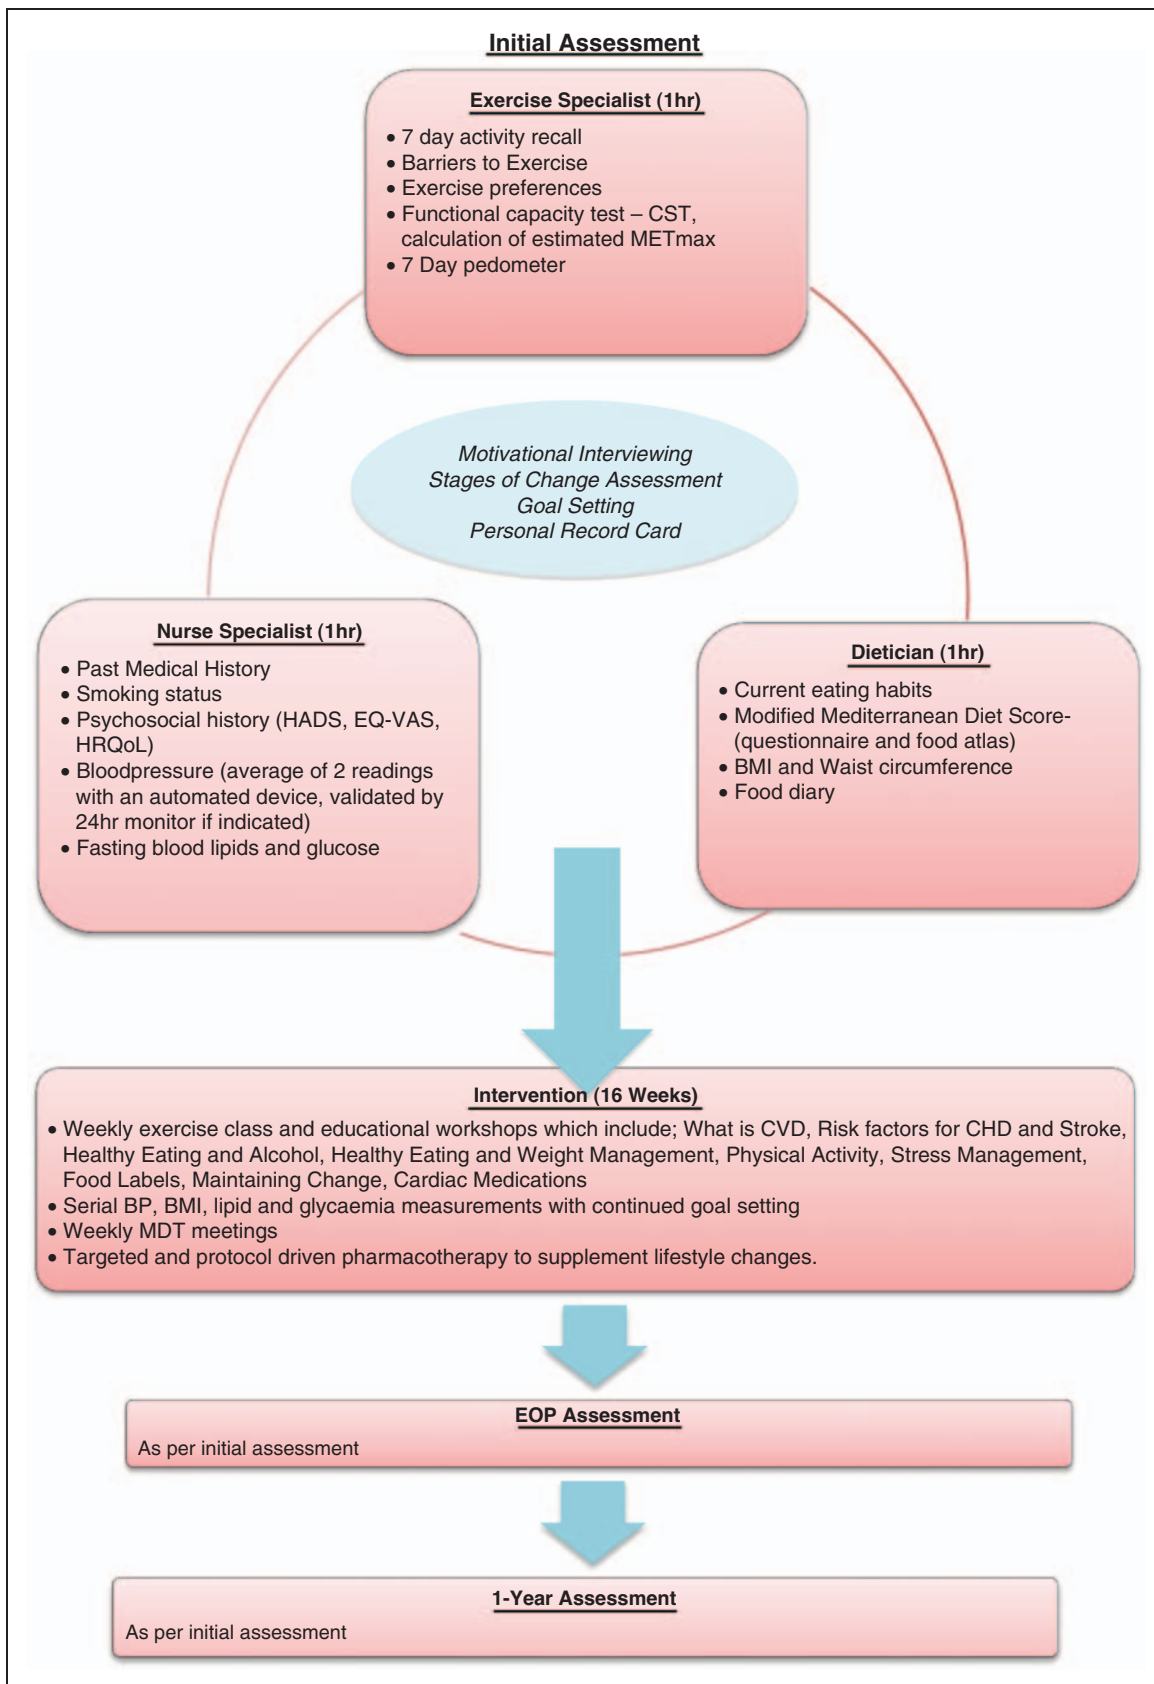 Initial Assessment
Exercise Specialist (1hr)
• 7 day activity recall
• Barriers to Exercise
• Exercise preferences
• Functional capacity test – CST,
calculation of estimated METmax
• 7 Day pedometer
Motivational Interviewing
Stages of Change Assessment
Goal Setting
Personal Record Card
Nurse Specialist (1hr)
• Past Medical History
• Smoking status
• Psychosocial history (HADS, EQ-VAS,
HRQoL)
• Bloodpressure (average of 2 readings
with an automated device, validated by
24hr monitor if indicated)
• Fasting blood lipids and glucose
Dietician (1hr)
• Current eating habits
• Modified Mediterranean Diet Score-
(questionnaire and food atlas)
• BMI and Waist circumference
• Food diary
Intervention (16 Weeks)
• Weekly exercise class and educational workshops which include; What is CVD, Risk factors for CHD and Stroke,
Healthy Eating and Alcohol, Healthy Eating and Weight Management, Physical Activity, Stress Management,
Food Labels, Maintaining Change, Cardiac Medications
• Serial BP, BMI, lipid and glycaemia measurements with continued goal setting
• Weekly MDT meetings
• Targeted and protocol driven pharmacotherapy to supplement lifestyle changes.
EOP Assessment
As per initial assessment
1-Year Assessment
As per initial assessment